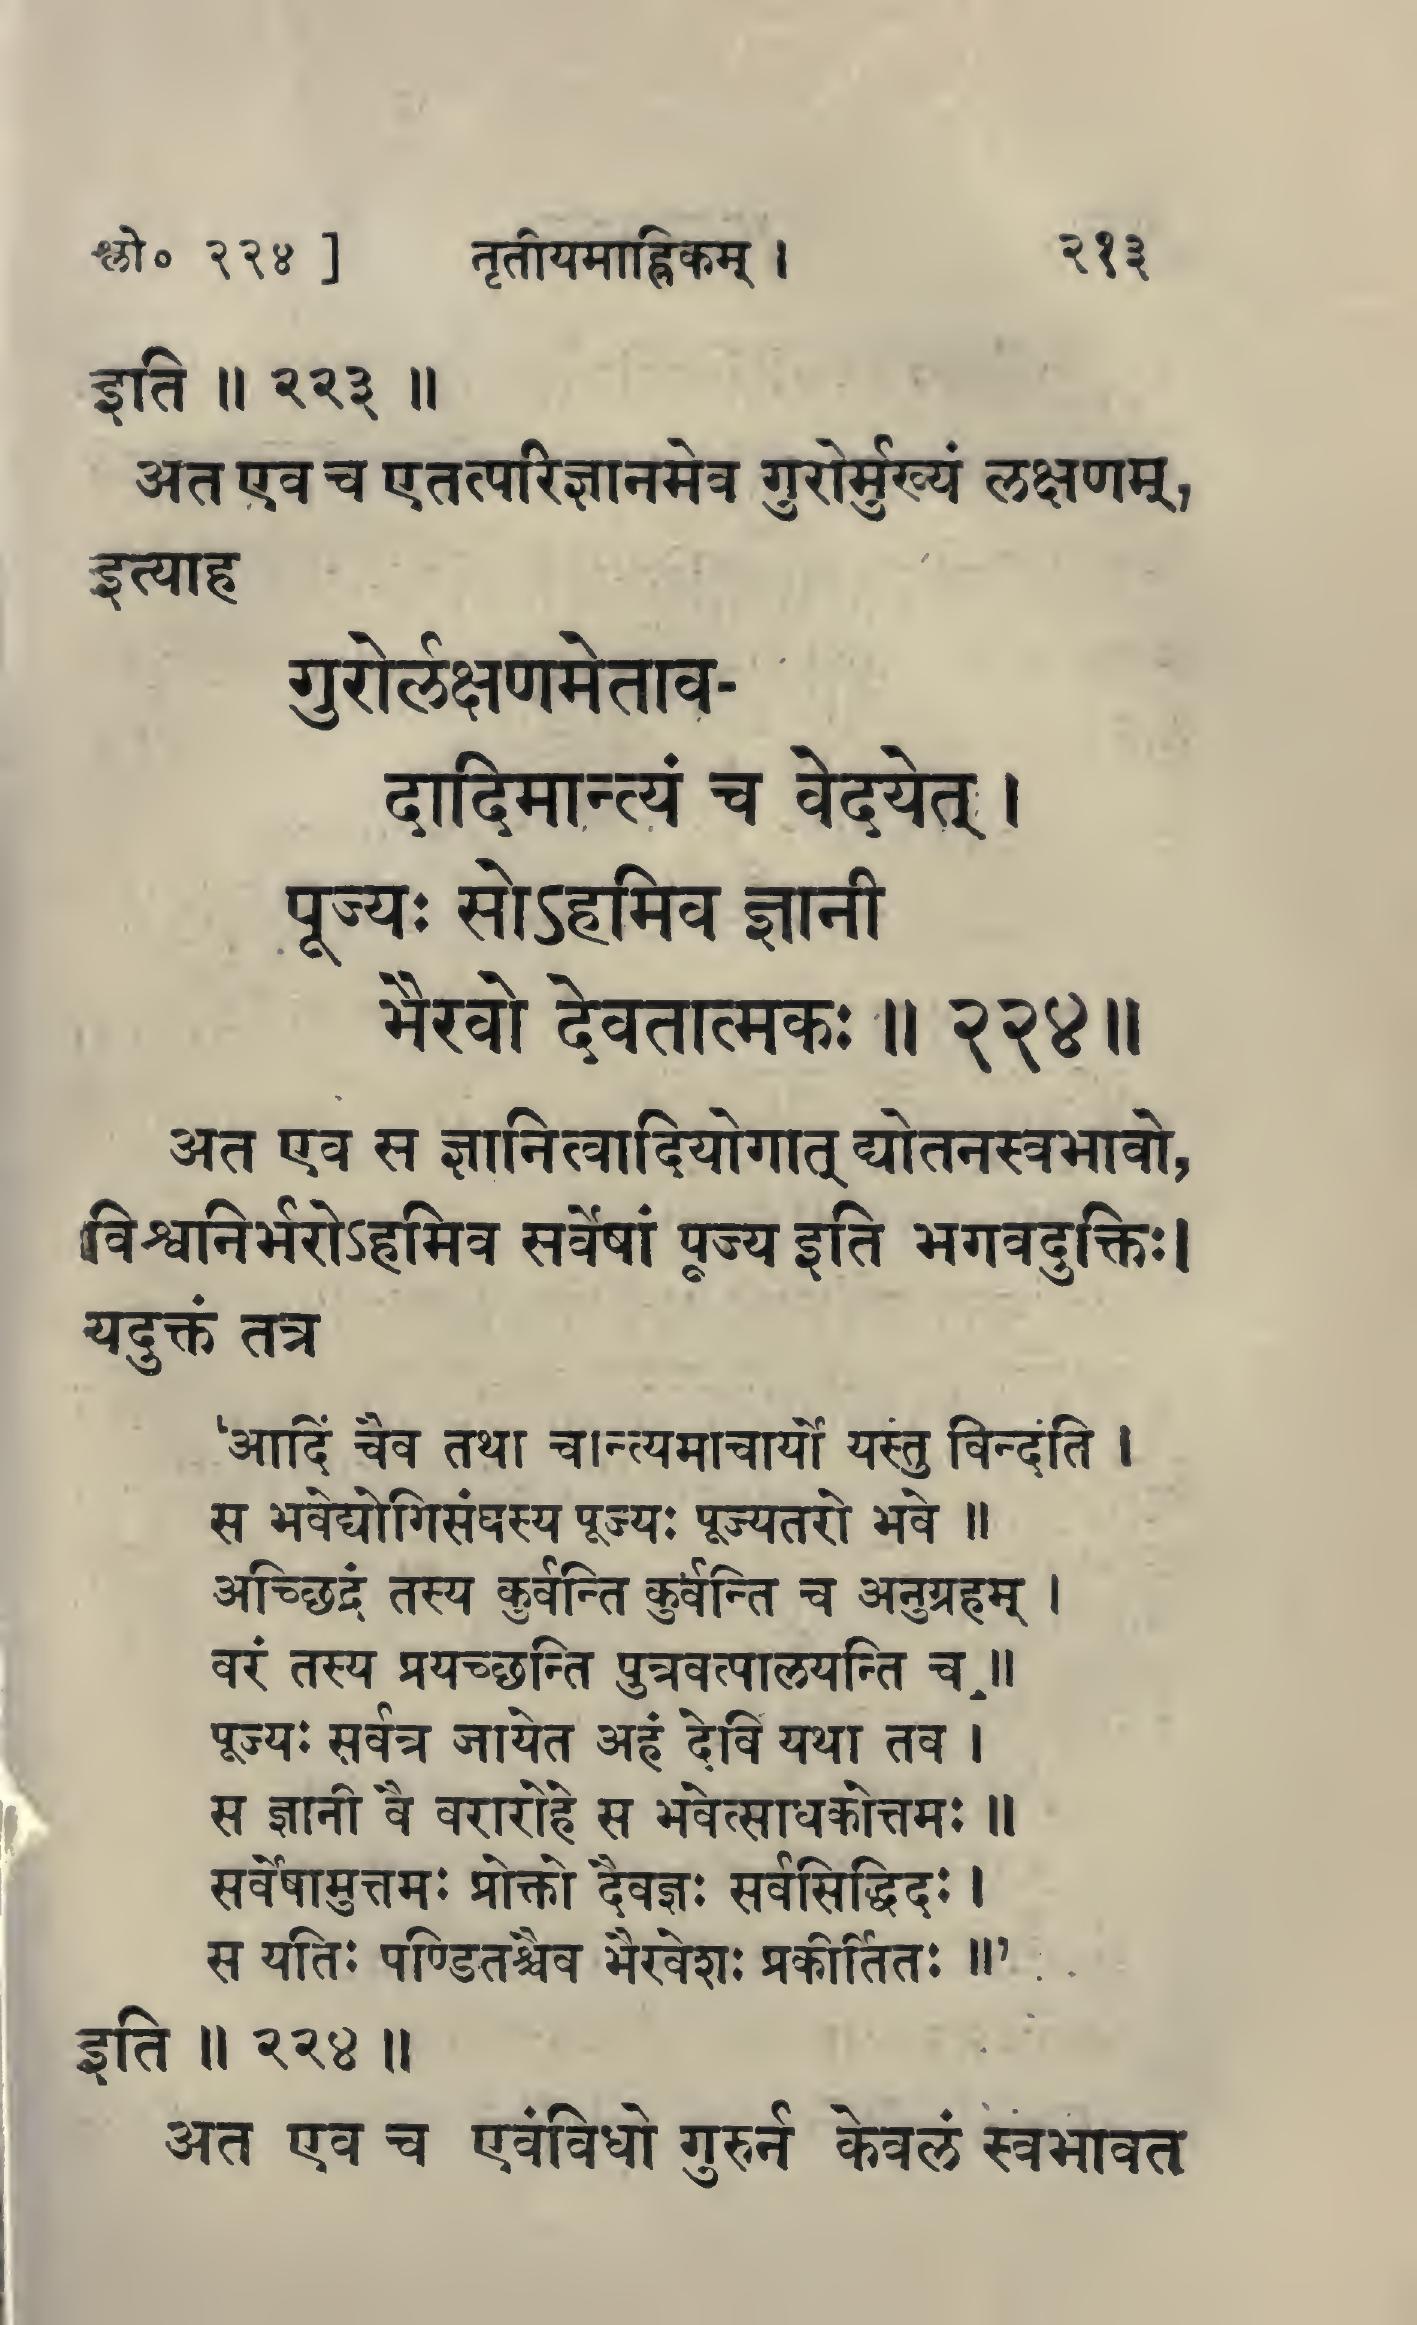 श्लो० २२४ ] तृतीयमाह्निकम् । २१३
इति ॥ २२३ ॥
अत एव च एतत्परिज्ञानमेव गुरोर्मुख्यं लक्षणम्,
इत्याह
गुरोर्लक्षणमेताव-
दादिमान्त्यं च वेदयेत् ।
पूज्यः सोऽहमिव ज्ञानी
भैरवो देवतात्मकः ॥ २२४ ॥
अत एव स ज्ञानित्वादियोगात् द्योतनस्वभावो,
विश्वनिर्भरोऽहमिव सर्वेषां पूज्य इति भगवदुक्तिः।
यदुक्तं तत्र
'आदिं चैव तथा चान्त्यमाचार्यो यस्तु विन्दति ।
स भवेद्योगिसंघस्य पूज्यः पूज्यतरो भवे ॥
अच्छिद्रं तस्य कुर्वन्ति कुर्वन्ति च अनुग्रहम् ।
वरं तस्य प्रयच्छन्ति पुत्रवत्पालयन्ति च ॥
पूज्यः सर्वत्र जायेत अहं देवि यथा तव ।
स ज्ञानी वै वरारोहे स भवेत्साधकोत्तमः ॥
सर्वेषामुत्तमः प्रोक्तो दैवज्ञः सर्वसिद्धिदः ।
स यतिः पण्डितश्चैव भैरवेशः प्रकीर्तितः ॥'
इति ॥ २२४ ॥
अत एव च एवंविधो गुरुर्न केवलं स्वभावत